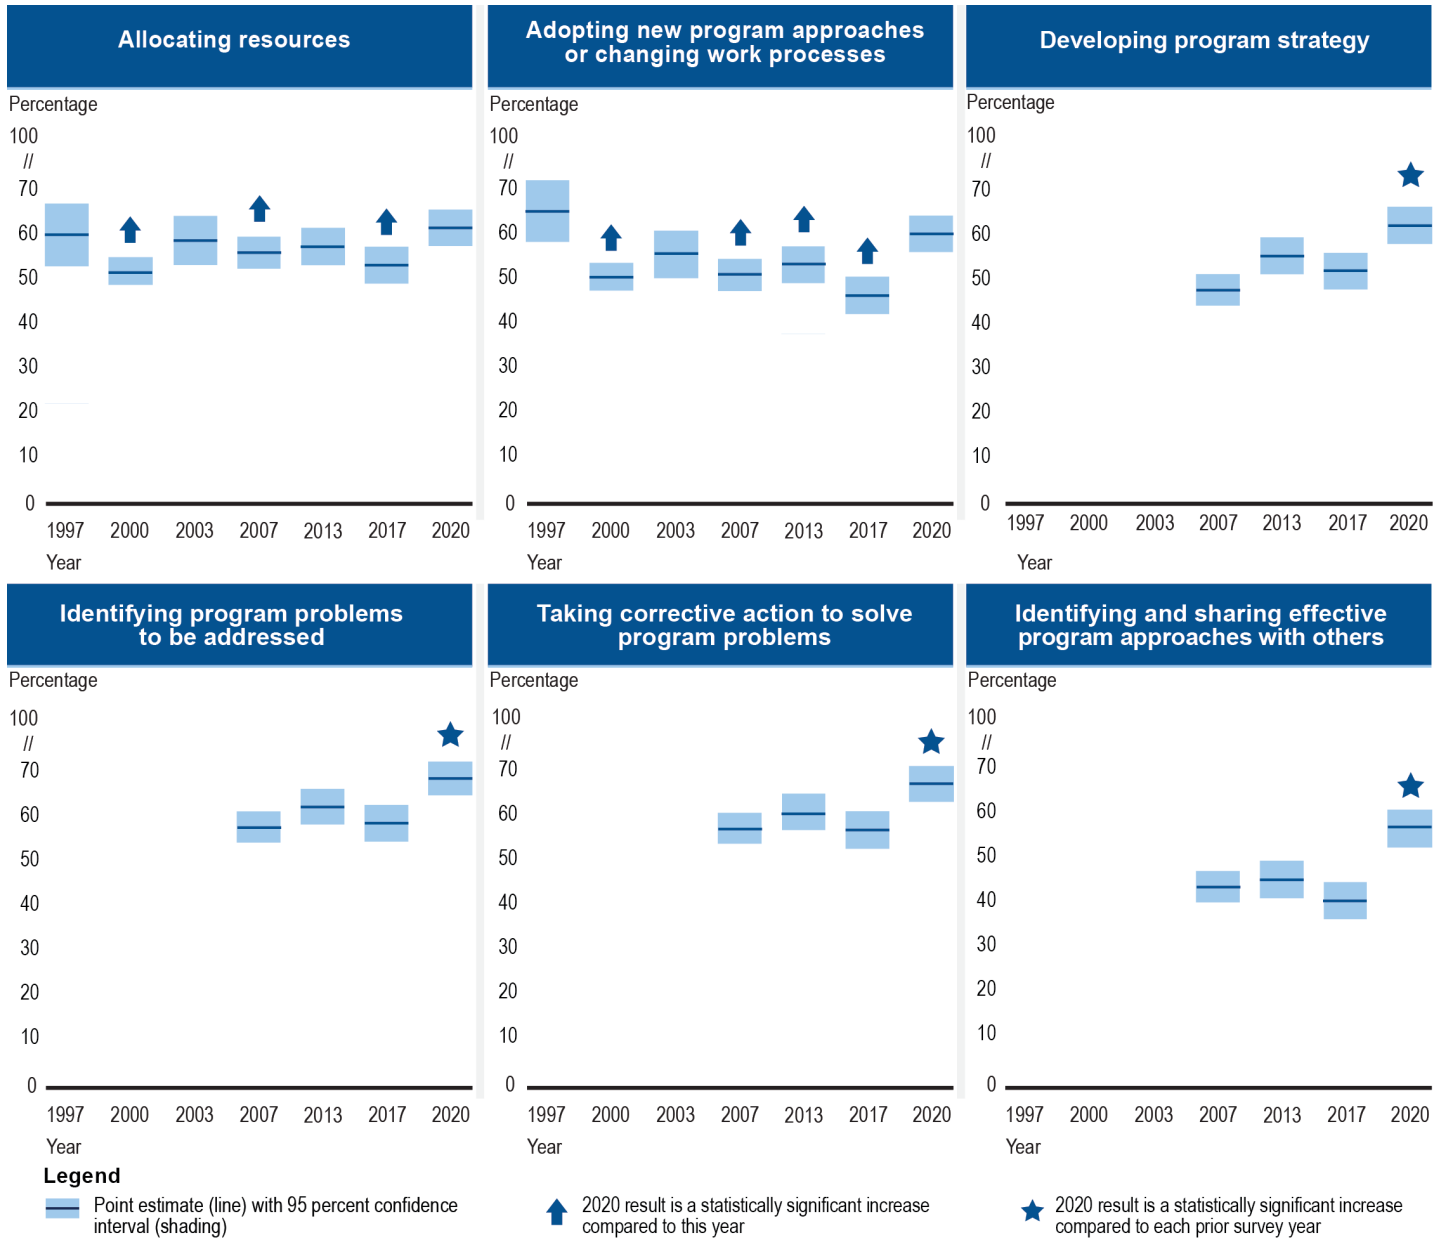 Allocating resources
Percentage
100
//
70
60
50
40
30
20
10
0
1997 2000 2003 2007 2013 2017 2020
Year
Adopting new program approaches
or changing work processes
Percentage
100
//
70
60
50
40
30
20
10
0
1997 2000 2003 2007 2013 2017 2020
Year
Developing program strategy
Percentage
100
//
70
60
50
40
30
20
10
0
1997 2000 2003 2007 2013 2017 2020
Year
Identifying program problems
to be addressed
Percentage
100
//
70
60
50
40
30
20
10
0
1997 2000 2003 2007 2013 2017 2020
Year
Taking corrective action to solve
program problems
Percentage
100
//
70
60
50
40
30
20
10
0
1997 2000 2003 2007 2013 2017 2020
Year
Identifying and sharing effective
program approaches with others
Percentage
100
//
70
60
50
40
30
20
10
0
1997 2000 2003 2007 2013 2017 2020
Year
Legend
Point estimate (line) with 95 percent confidence
interval (shading)
2020 result is a statistically significant increase
compared to this year
2020 result is a statistically significant increase
compared to each prior survey year